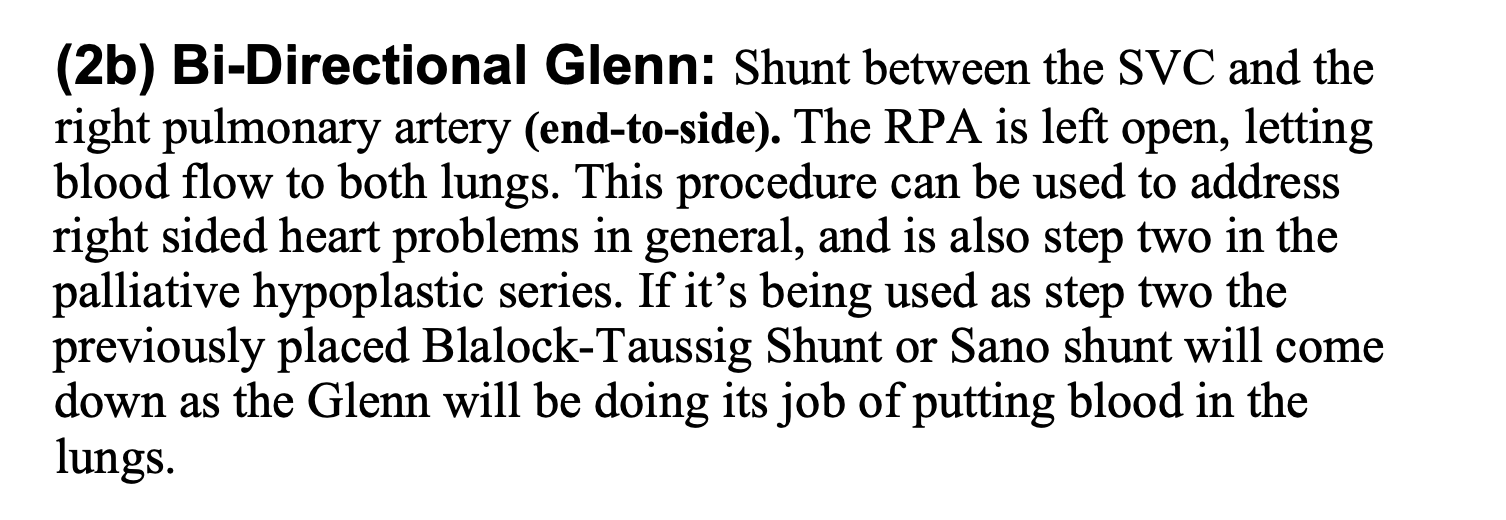 (2b) Bi-Directional Glenn: Shunt between the SVC and the
right pulmonary artery (end-to-side). The RPA is left open, letting
blood flow to both lungs. This procedure can be used to address
right sided heart problems in general, and is also step two in the
palliative hypoplastic series. If it’s being used as step two the
previously placed Blalock-Taussig Shunt or Sano shunt will come
down as the Glenn will be doing its job of putting blood in the
lungs.